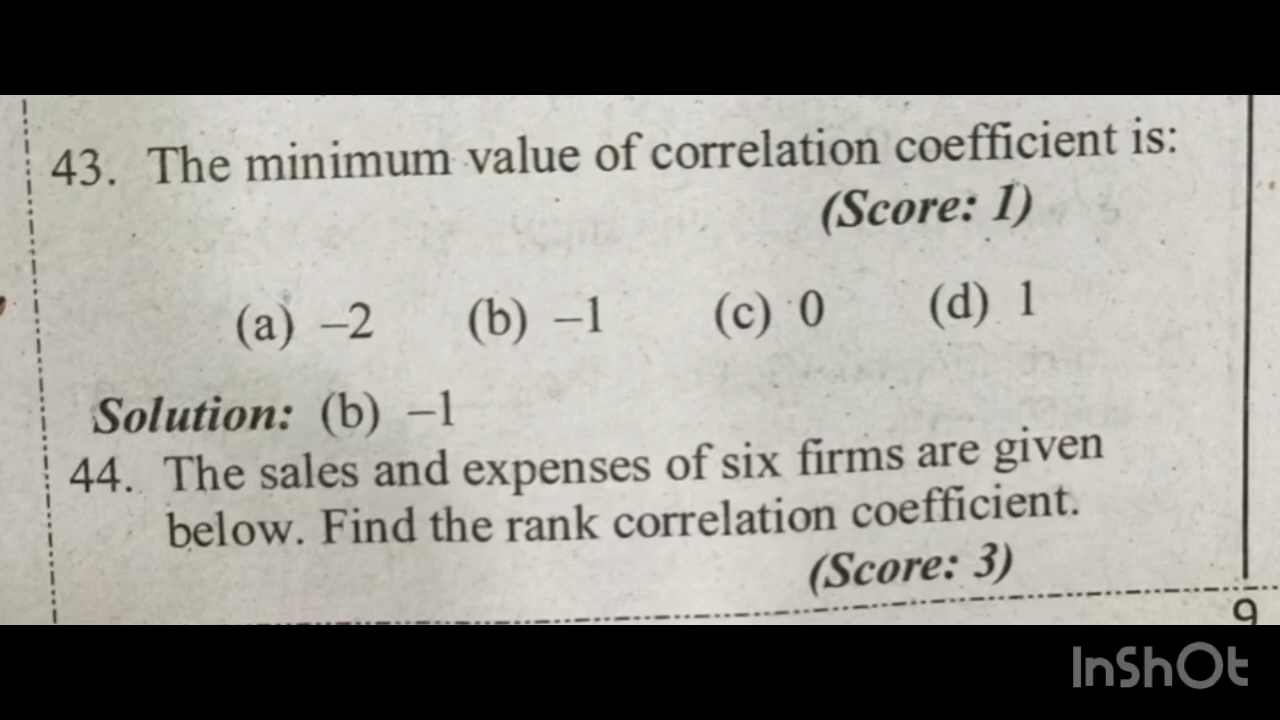 43. The minimum value of correlation coefficient is:
(Score: 1)
(a) –2 (b) –1 (c) 0 (d) 1
Solution: (b) –1
44. The sales and expenses of six firms are given
below. Find the rank correlation coefficient.
(Score: 3)
9
InShOt